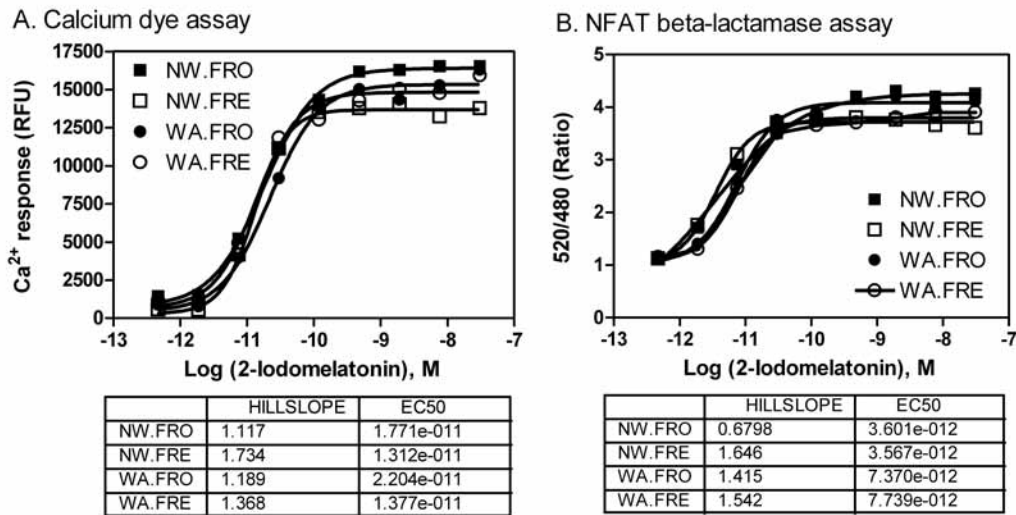 A. Calcium dye assay
Ca2+ response (RFU)
17500
15000
12500
10000
7500
5000
2500
0
NW.FRO
NW.FRE
WA.FRO
WA.FRE
-13 -12 -11 -10 -9 -8 -7
Log (2-Iodomelatonin), M
HILLSLOPE EC50
NW.FRO 1.117 1.771e-011
NW.FRE 1.734 1.312e-011
WA.FRO 1.189 2.204e-011
WA.FRE 1.368 1.377e-011
B. NFAT beta-lactamase assay
520/480 (Ratio)
5
4
3
2
1
0
NW.FRO
NW.FRE
WA.FRO
WA.FRE
-13 -12 -11 -10 -9 -8 -7
Log (2-Iodomelatonin), M
HILLSLOPE EC50
NW.FRO 0.6798 3.601e-012
NW.FRE 1.646 3.567e-012
WA.FRO 1.415 7.370e-012
WA.FRE 1.542 7.739e-012